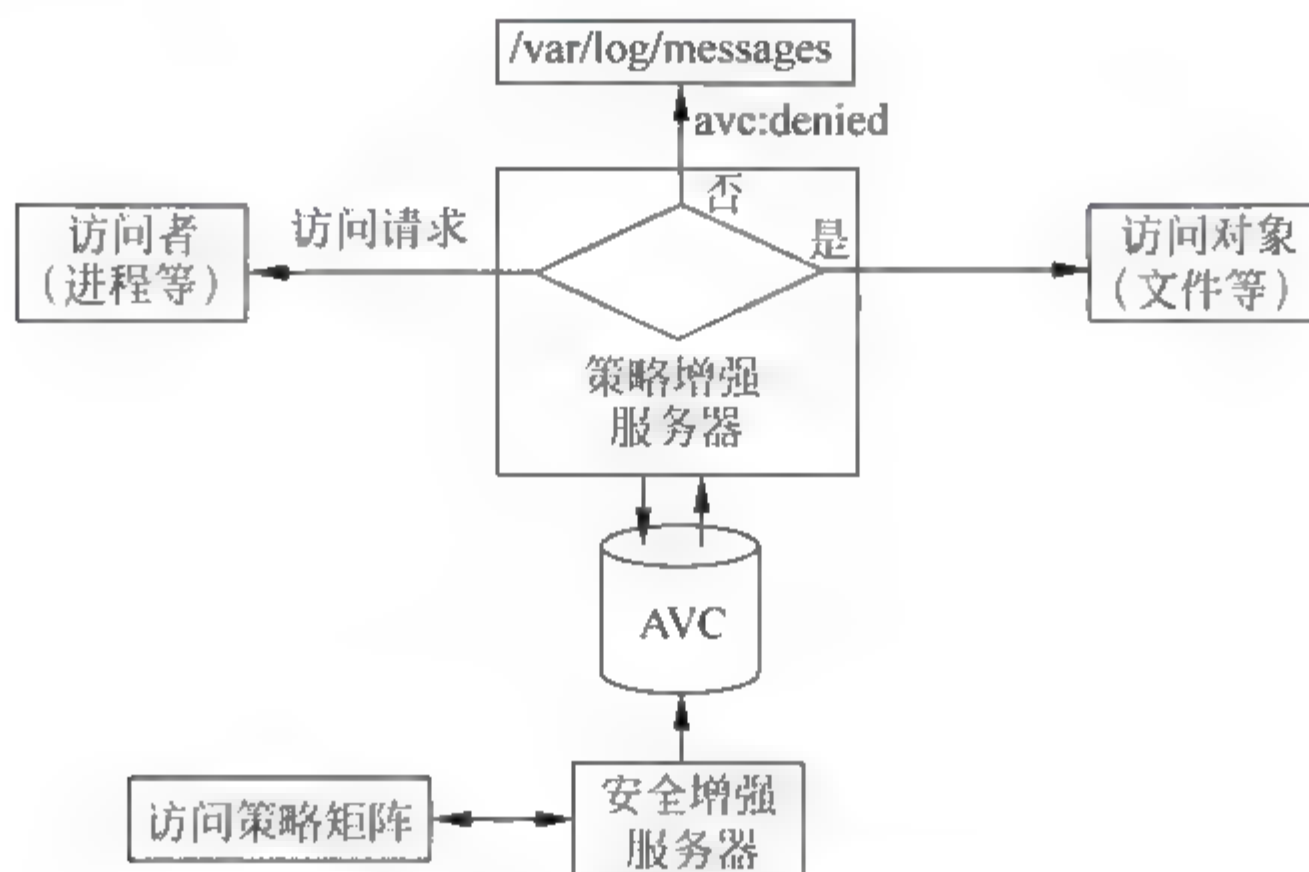 /var/log/messages
avc:denied
否
是
访问者
（进程等）
访问请求
访问对象
（文件等）
策略增强
服务器
AVC
访问策略矩阵
安全增强
服务器